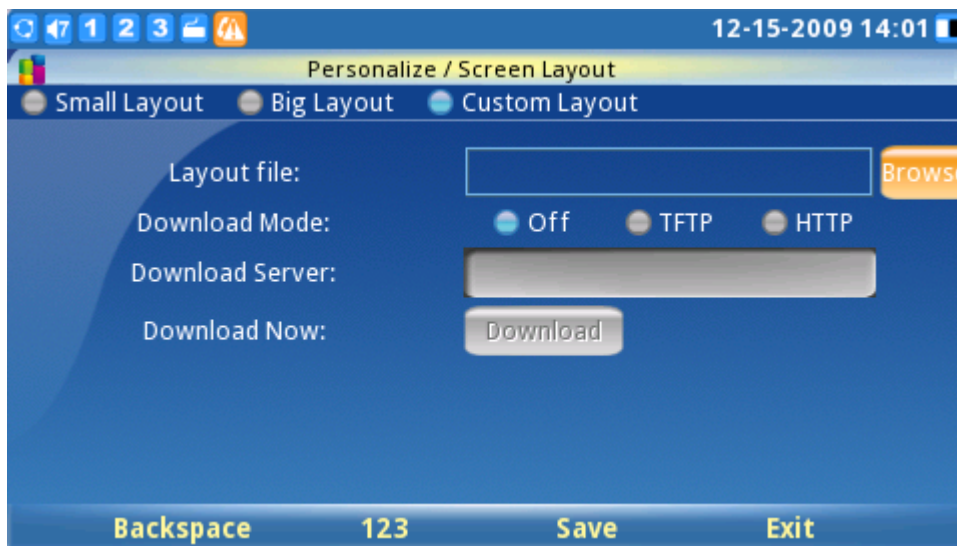 7 1 2 3 12-15-2009 14:01
Personalize / Screen Layout
Small Layout Big Layout Custom Layout
Layout file: Browse
Download Mode: Off TFTP HTTP
Download Server:
Download Now: Download
Backspace 123 Save Exit